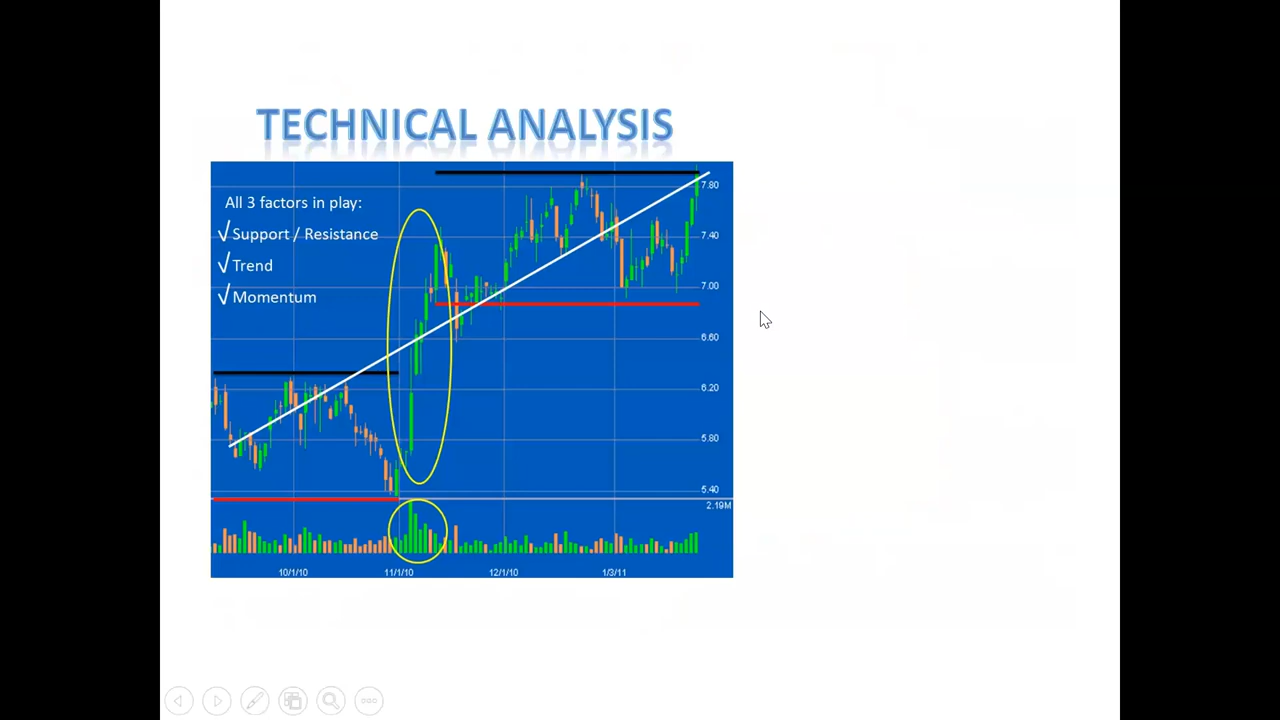 TECHNICAL ANALYSIS
All 3 factors in play:
√ Support / Resistance
√ Trend
√ Momentum
7.80
7.40
7.00
6.60
6.20
5.80
5.40
2.19M
10/1/10 11/1/10 12/1/10 1/3/11